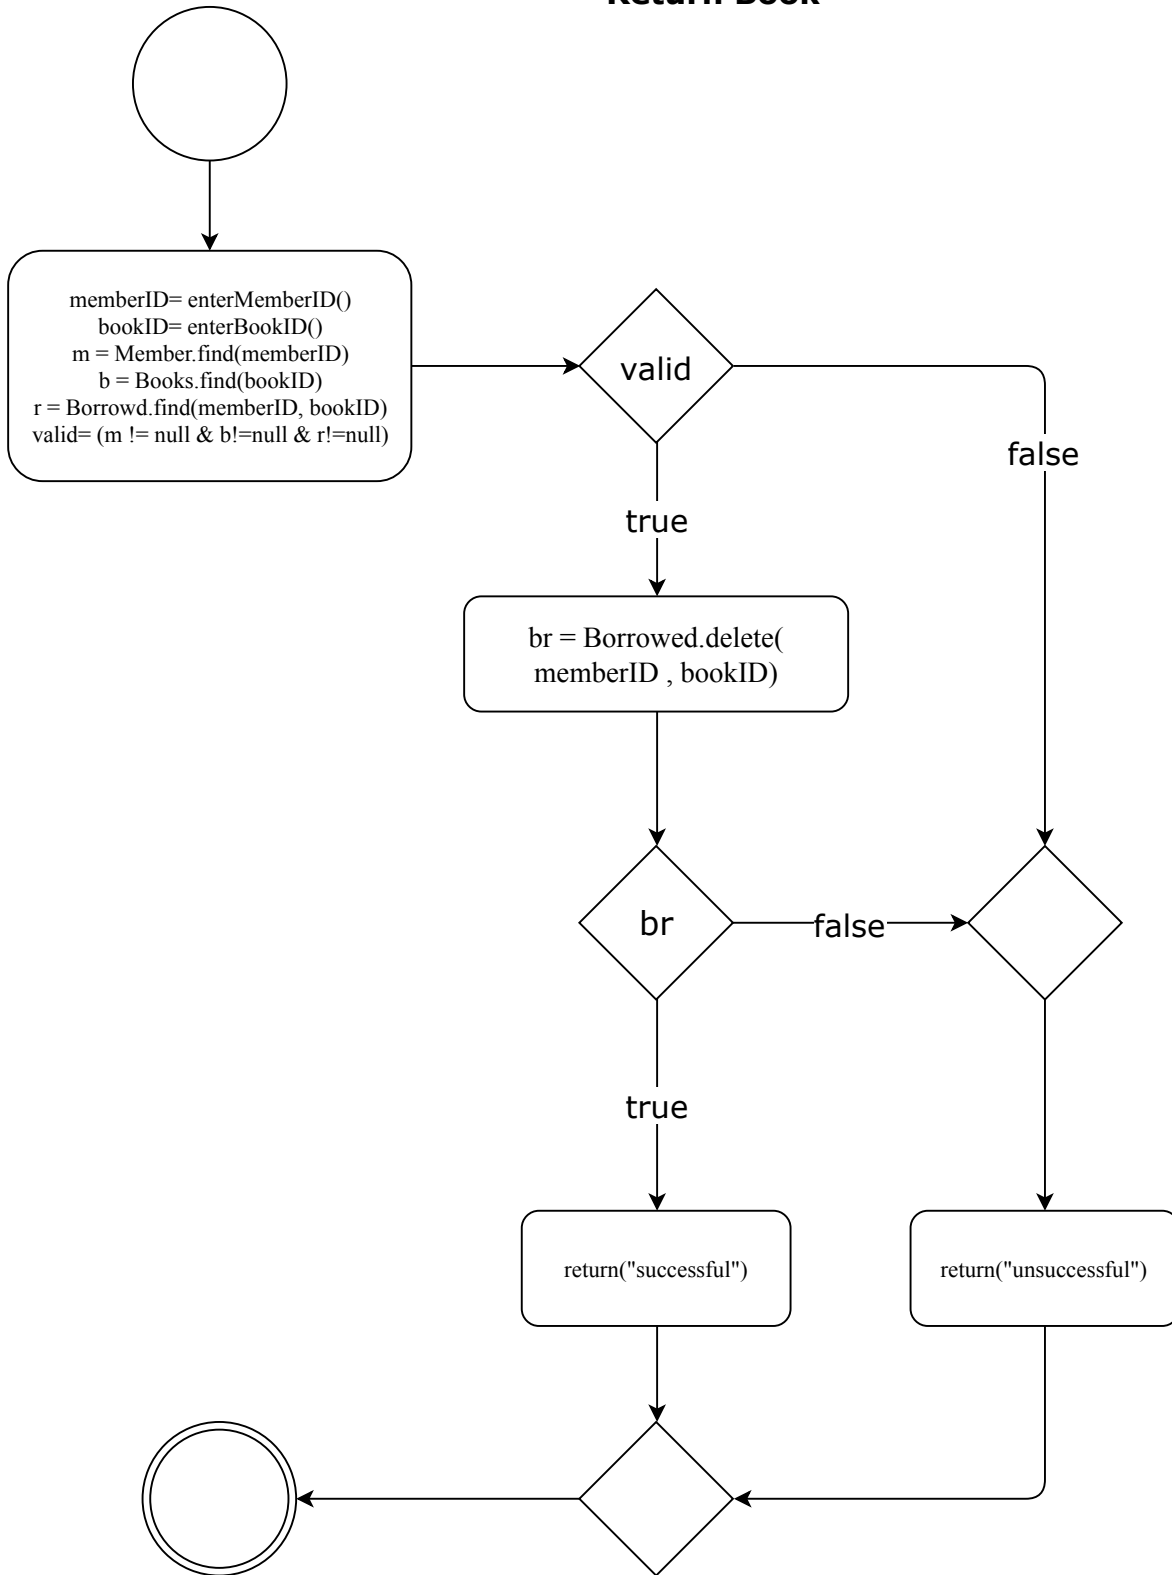 Return Book
memberID= enterMemberID()
bookID= enterBookID()
m = Member.find(memberID)
b = Books.find(bookID)
r = Borrowd.find(memberID, bookID)
valid= (m != null & b!=null & r!=null)
valid
false
true
br = Borrowed.delete(
memberID , bookID)
br
false
true
return("successful")
return("unsuccessful")